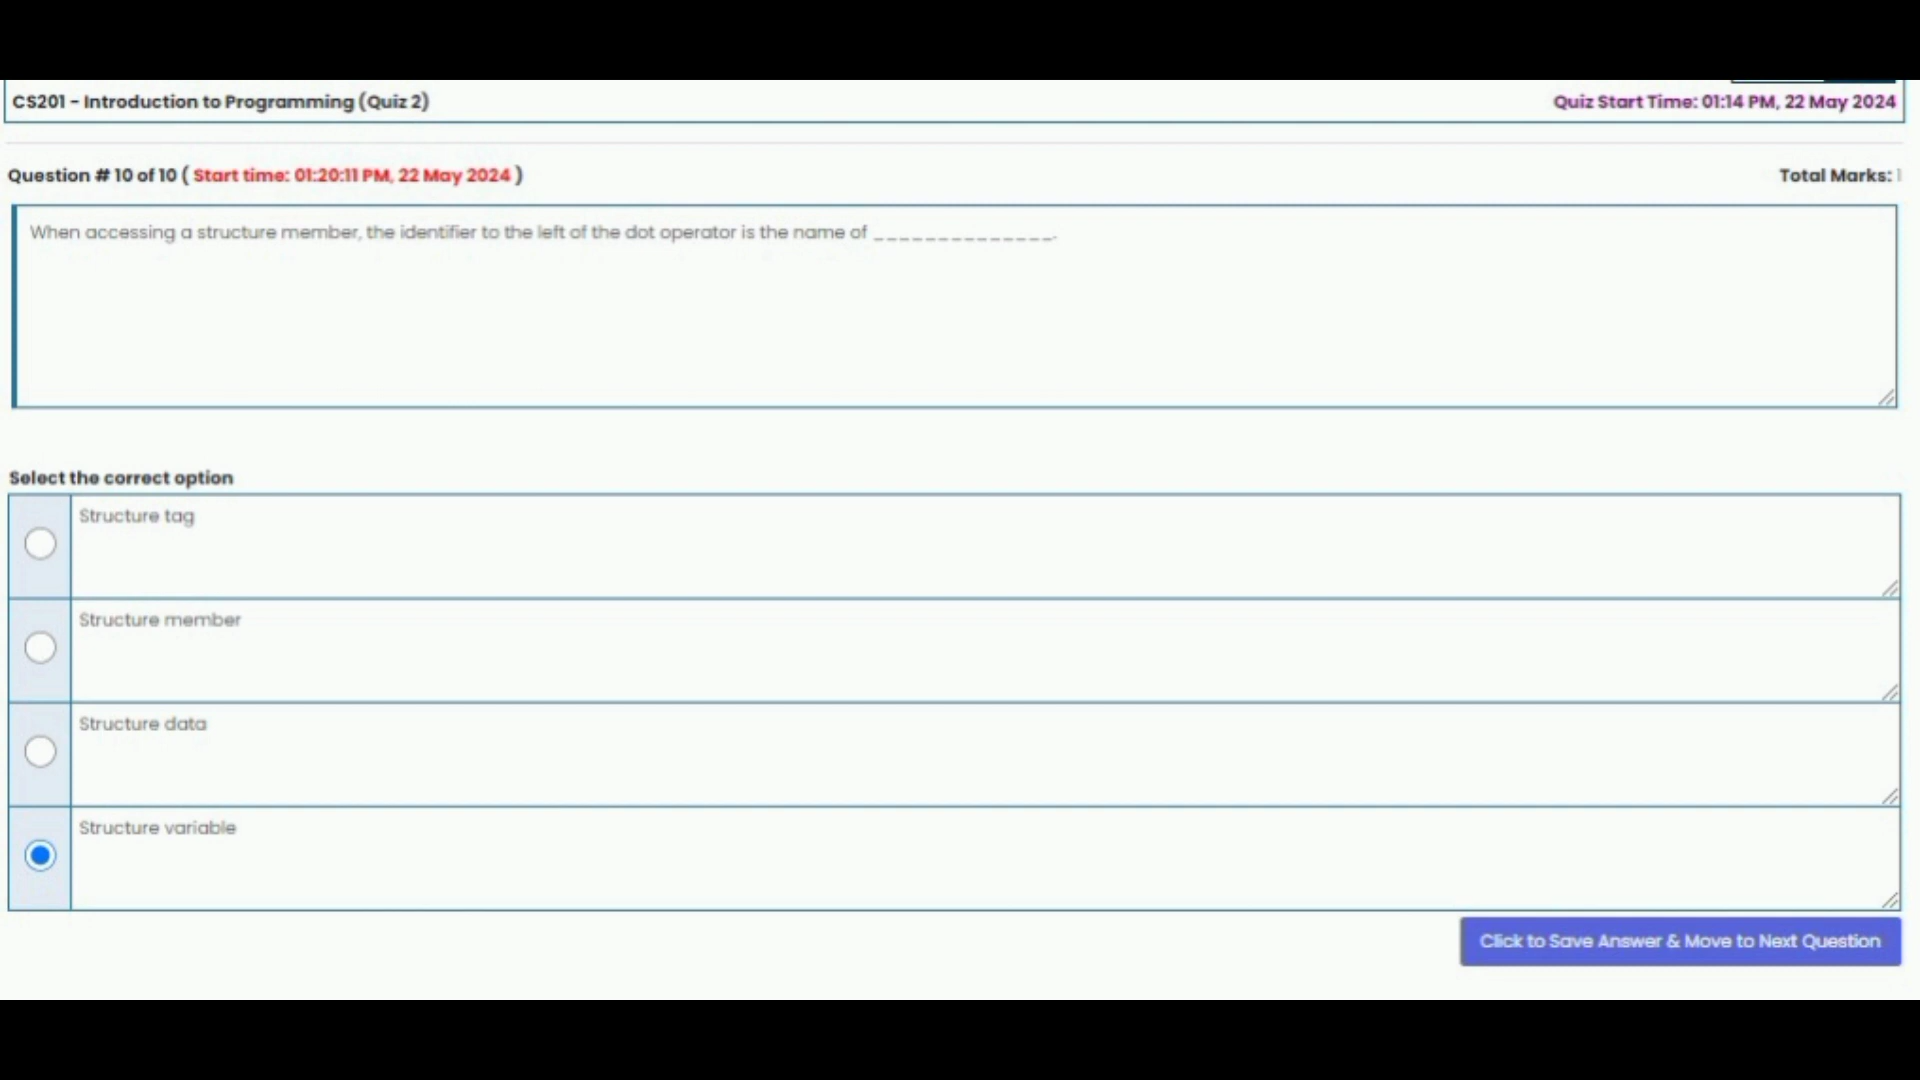 CS201 - Introduction to Programming (Quiz 2)
Quiz Start Time: 01:14 PM, 22 May 2024
Question # 10 of 10 ( Start time: 01:20:11 PM, 22 May 2024 )
Total Marks: 1
When accessing a structure member, the identifier to the left of the dot operator is the name of ______________.
Select the correct option
Structure tag
Structure member
Structure data
Structure variable
Click to Save Answer & Move to Next Question